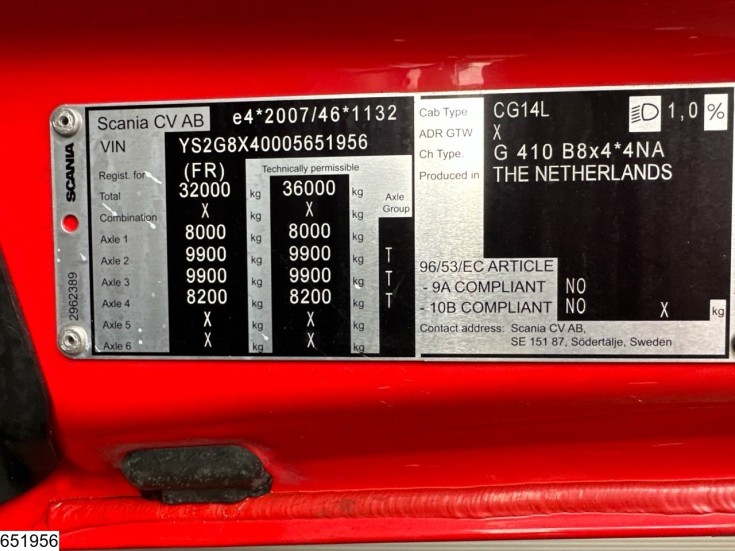 Scania CV AB e4*2007/46*1132
VIN YS2G8X40005651956
Regist. for (FR) Technically permissible
Total 32000 kg 36000 kg Axle Group
Combination X kg X kg
Axle 1 8000 kg 8000 kg
Axle 2 9900 kg 9900 kg T
Axle 3 9900 kg 9900 kg T
Axle 4 8200 kg 8200 kg T
Axle 5 X kg X kg
Axle 6 X kg X kg
SCANIA
2962389
Cab Type CG14L 1,0 %
ADR GTW X
Ch Type. G 410 B8x4*4NA
Produced in THE NETHERLANDS
96/53/EC ARTICLE
- 9A COMPLIANT NO
- 10B COMPLIANT NO X kg
Contact address: Scania CV AB,
SE 151 87, Södertälje, Sweden
651956